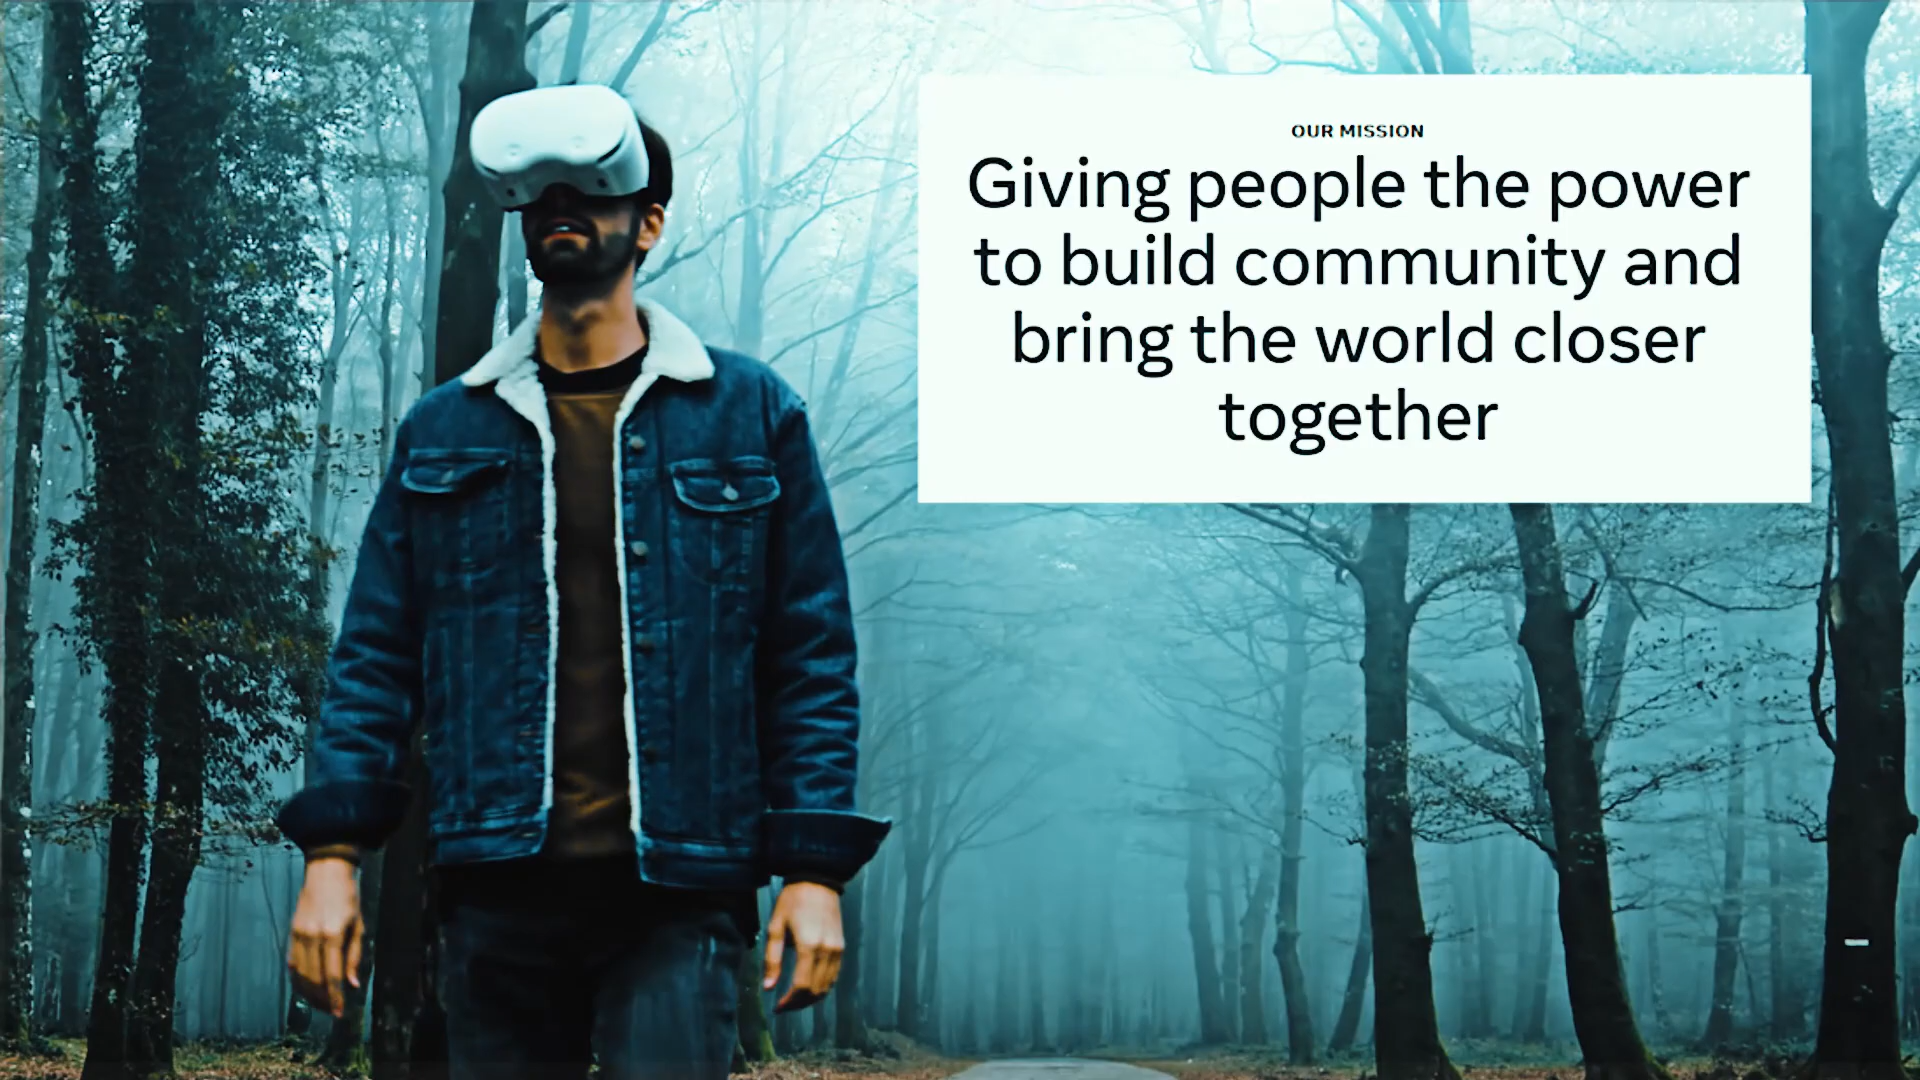 OUR MISSION
Giving people the power
to build community and
bring the world closer
together